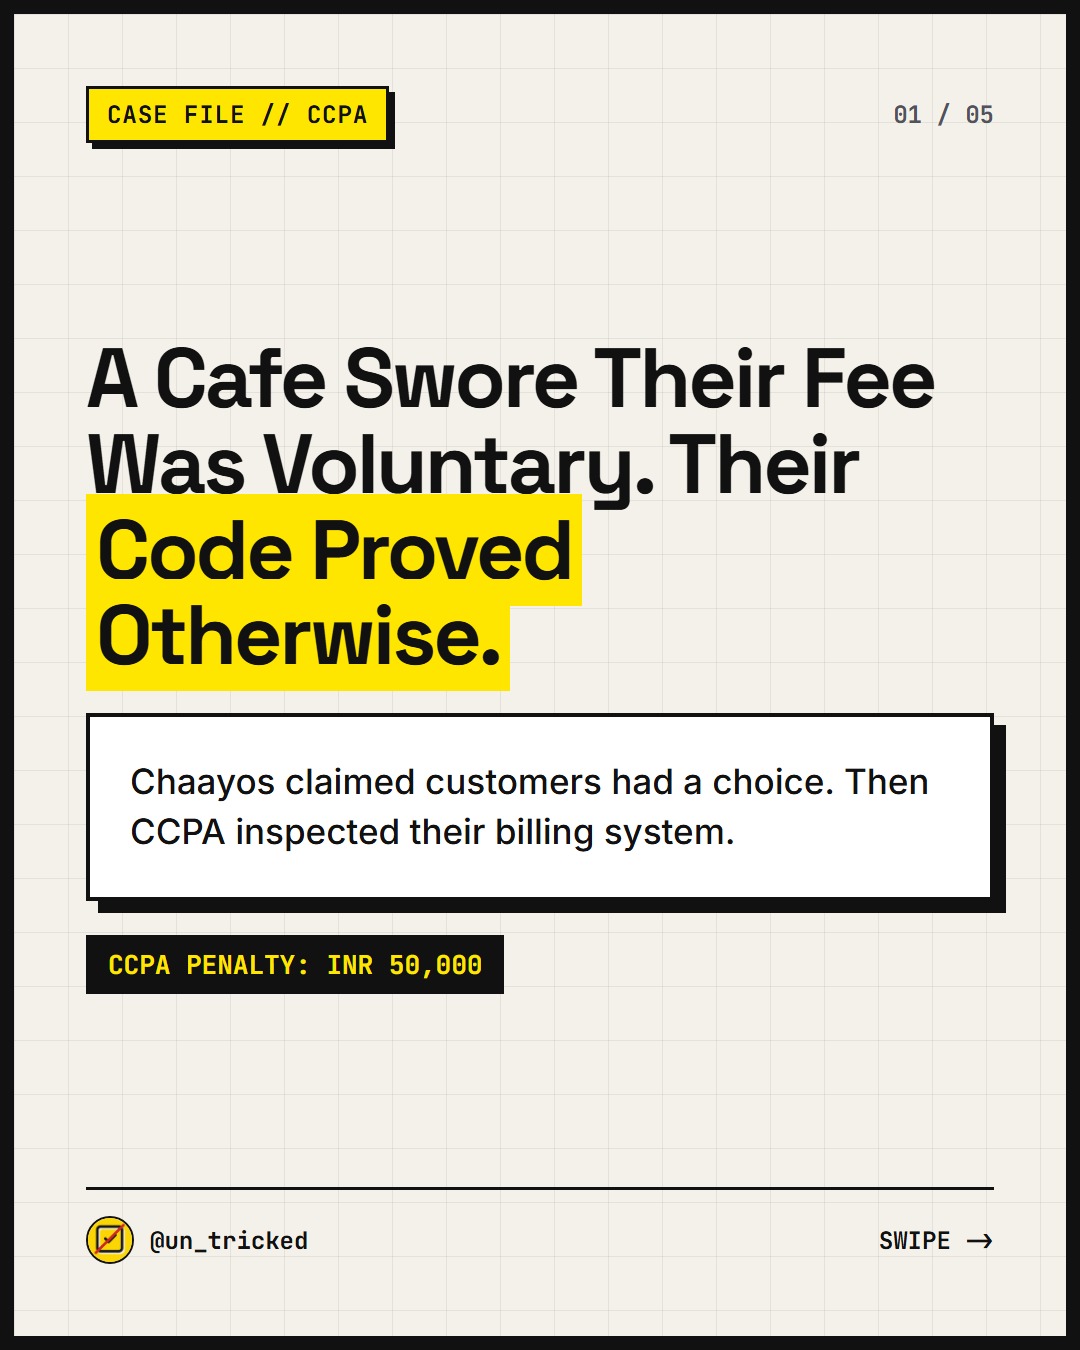 CASE FILE // CCPA
01 / 05
A Cafe Swore Their Fee
Was Voluntary. Their
Code Proved
Otherwise.
Chaayos claimed customers had a choice. Then
CCPA inspected their billing system.
CCPA PENALTY: INR 50,000
@un_tricked
SWIPE →